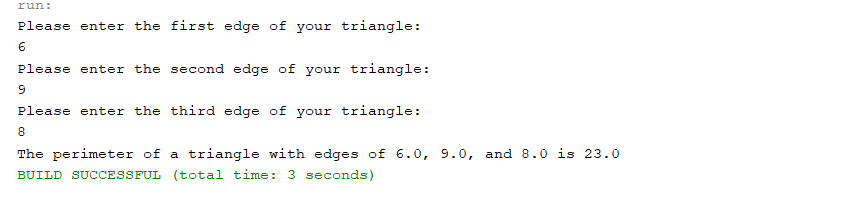 run:
Please enter the first edge of your triangle:
6
Please enter the second edge of your triangle:
9
Please enter the third edge of your triangle:
8
The perimeter of a triangle with edges of 6.0, 9.0, and 8.0 is 23.0
BUILD SUCCESSFUL (total time: 3 seconds)